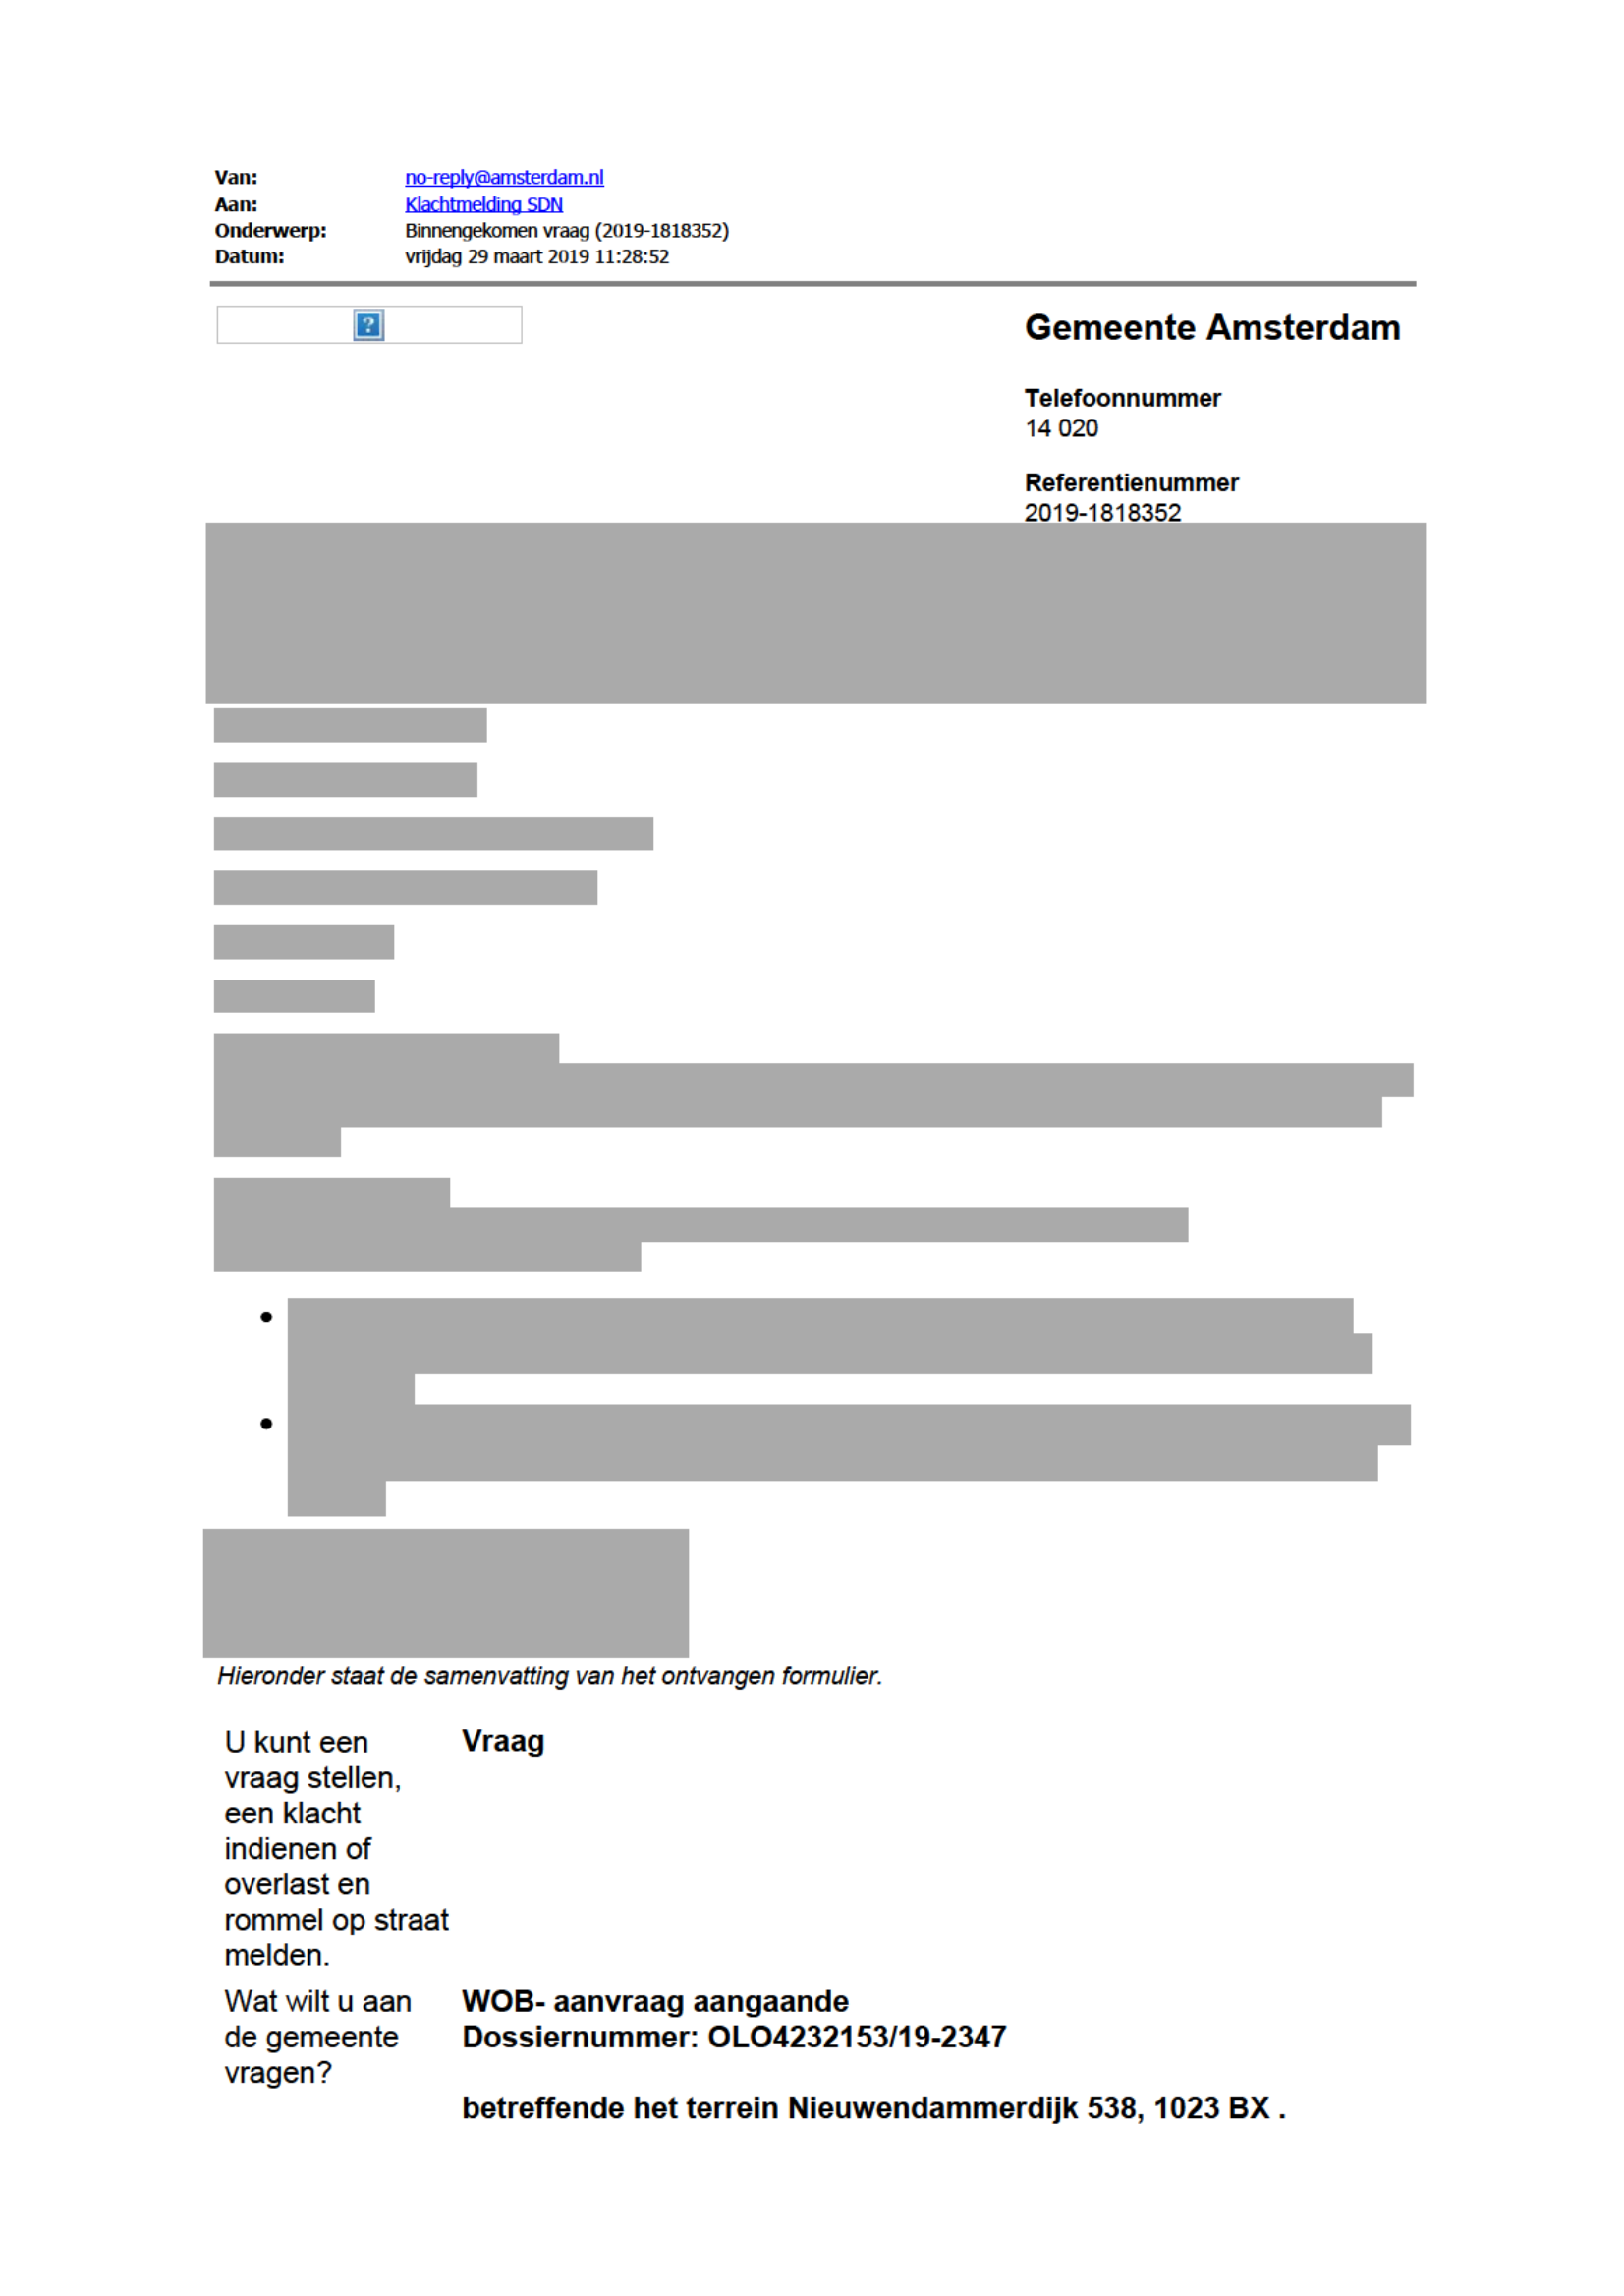 Van: no-reply@amsterdam.nl
Aan: Klachtmelding SDN
Onderwerp: Binnengekomen vraag (2019-1818352)
Datum: vrijdag 29 maart 2019 11:28:52
Gemeente Amsterdam
Telefoonnummer
14 020
Referentienummer
2019-1818352
Hieronder staat de samenvatting van het ontvangen formulier.
U kunt een Vraag
vraag stellen,
een klacht
indienen of
overlast en
rommel op straat
melden.
Wat wilt u aan WOB- aanvraag aangaande
de gemeente Dossiernummer: OLO4232153/19-2347
vragen?
betreffende het terrein Nieuwendammerdijk 538, 1023 BX .